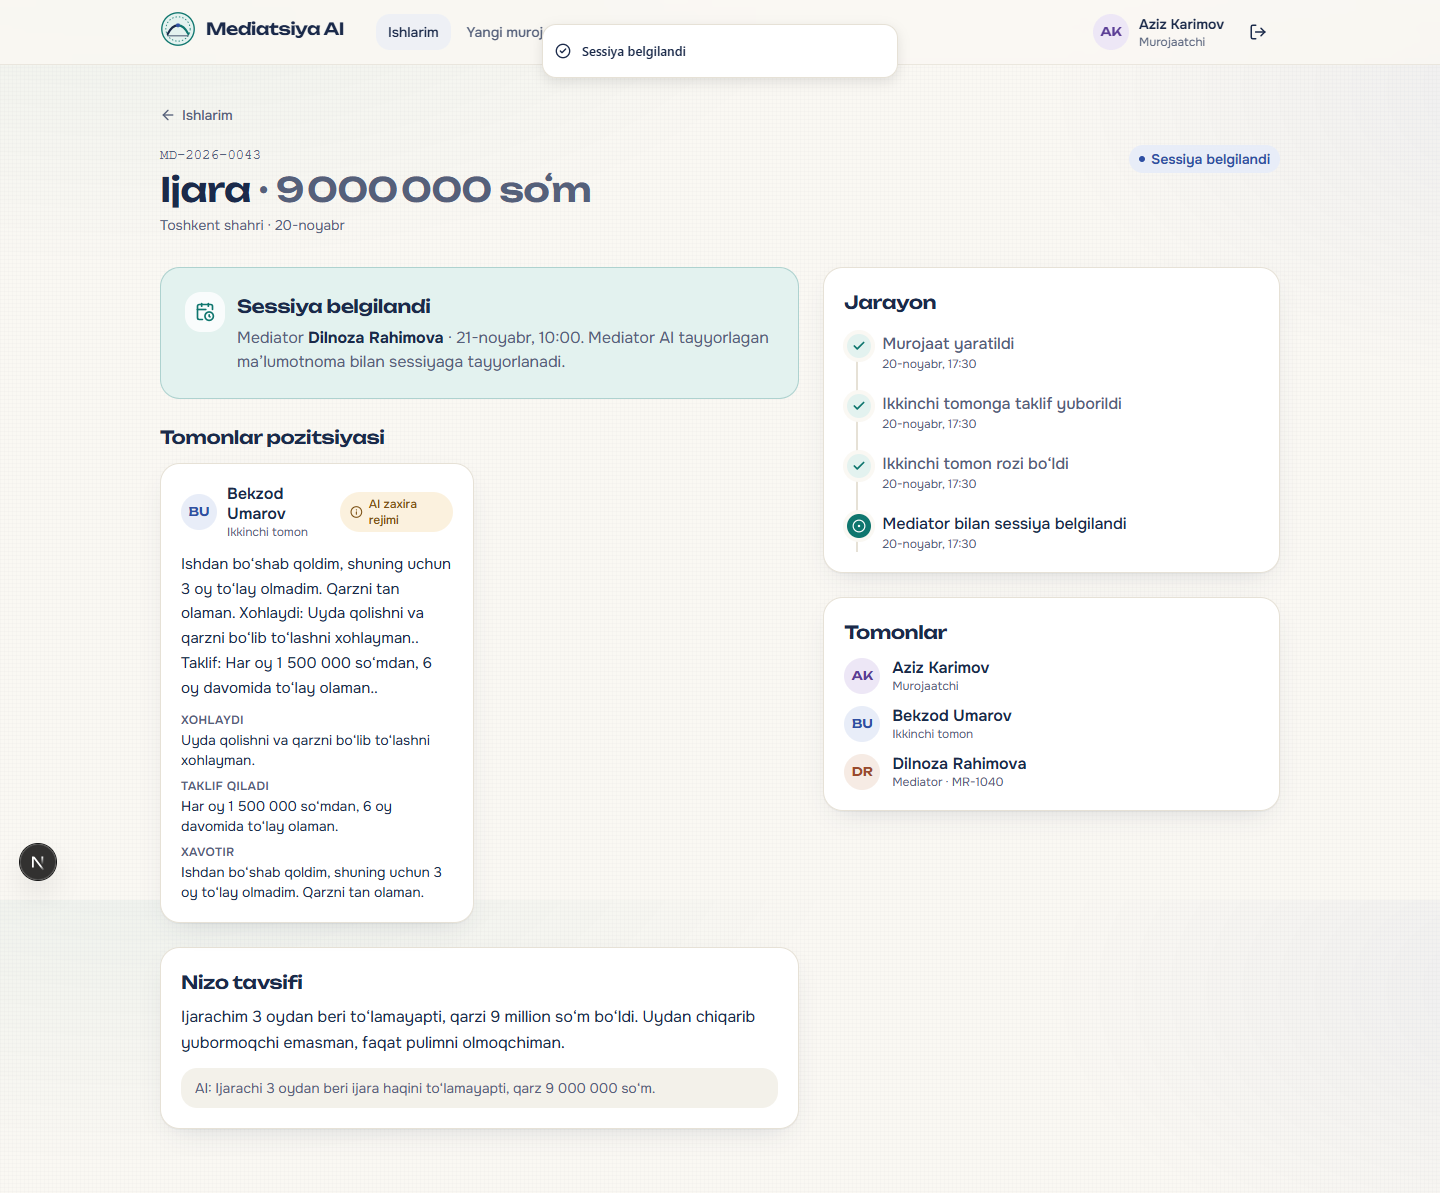 Mediatsiya AI
Ishlarim
Yangi muroj
Sessiya belgilandi
AK
Aziz Karimov
Murojaatchi
Ishlarim
MD-2026-0043
Ijara · 9 000 000 so‘m
Toshkent shahri · 20-noyabr
Sessiya belgilandi
Sessiya belgilandi
Mediator Dilnoza Rahimova · 21-noyabr, 10:00. Mediator AI tayyorlagan
ma’lumotnoma bilan sessiyaga tayyorlanadi.
Tomonlar pozitsiyasi
BU
Bekzod
Umarov
Ikkinchi tomon
AI zaxira
rejimi
Ishdan bo‘shab qoldim, shuning uchun
3 oy to‘lay olmadim. Qarzni tan
olaman. Xohlaydi: Uyda qolishni va
qarzni bo‘lib to‘lashni xohlayman..
Taklif: Har oy 1 500 000 so‘mdan, 6
oy davomida to‘lay olaman..
XOHLAYDI
Uyda qolishni va qarzni bo‘lib to‘lashni
xohlayman.
TAKLIF QILADI
Har oy 1 500 000 so‘mdan, 6 oy
davomida to‘lay olaman.
XAVOTIR
Ishdan bo‘shab qoldim, shuning uchun 3
oy to‘lay olmadim. Qarzni tan olaman.
Nizo tavsifi
Ijarachim 3 oydan beri to‘lamayapti, qarzi 9 million so‘m bo‘ldi. Uydan chiqarib
yubormoqchi emasman, faqat pulimni olmoqchiman.
AI: Ijarachi 3 oydan beri ijara haqini to‘lamayapti, qarz 9 000 000 so‘m.
Jarayon
Murojaat yaratildi
20-noyabr, 17:30
Ikkinchi tomonga taklif yuborildi
20-noyabr, 17:30
Ikkinchi tomon rozi bo‘ldi
20-noyabr, 17:30
Mediator bilan sessiya belgilandi
20-noyabr, 17:30
Tomonlar
AK
Aziz Karimov
Murojaatchi
BU
Bekzod Umarov
Ikkinchi tomon
DR
Dilnoza Rahimova
Mediator · MR-1040
N